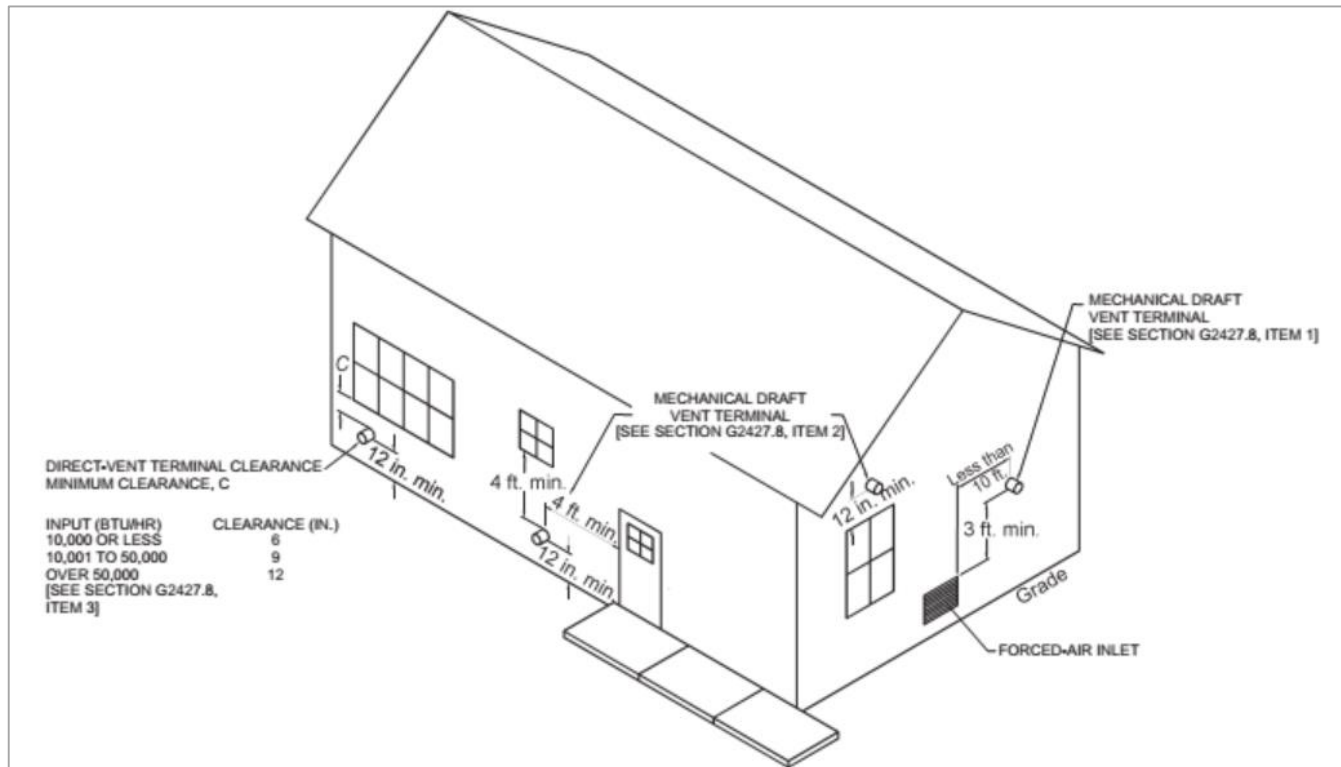 MECHANICAL DRAFT
VENT TERMINAL
[SEE SECTION G2427.8, ITEM 1]
C
MECHANICAL DRAFT
VENT TERMINAL
[SEE SECTION G2427.8, ITEM 2]
DIRECT-VENT TERMINAL CLEARANCE
MINIMUM CLEARANCE, C
12 in. min.
4 ft. min.
4 ft. min.
12 in. min.
12 in. min.
Less than
10 ft.
3 ft. min.
INPUT (BTU/HR) CLEARANCE (IN.)
10,000 OR LESS 6
10,001 TO 50,000 9
OVER 50,000 12
[SEE SECTION G2427.8,
ITEM 3]
Grade
FORCED-AIR INLET